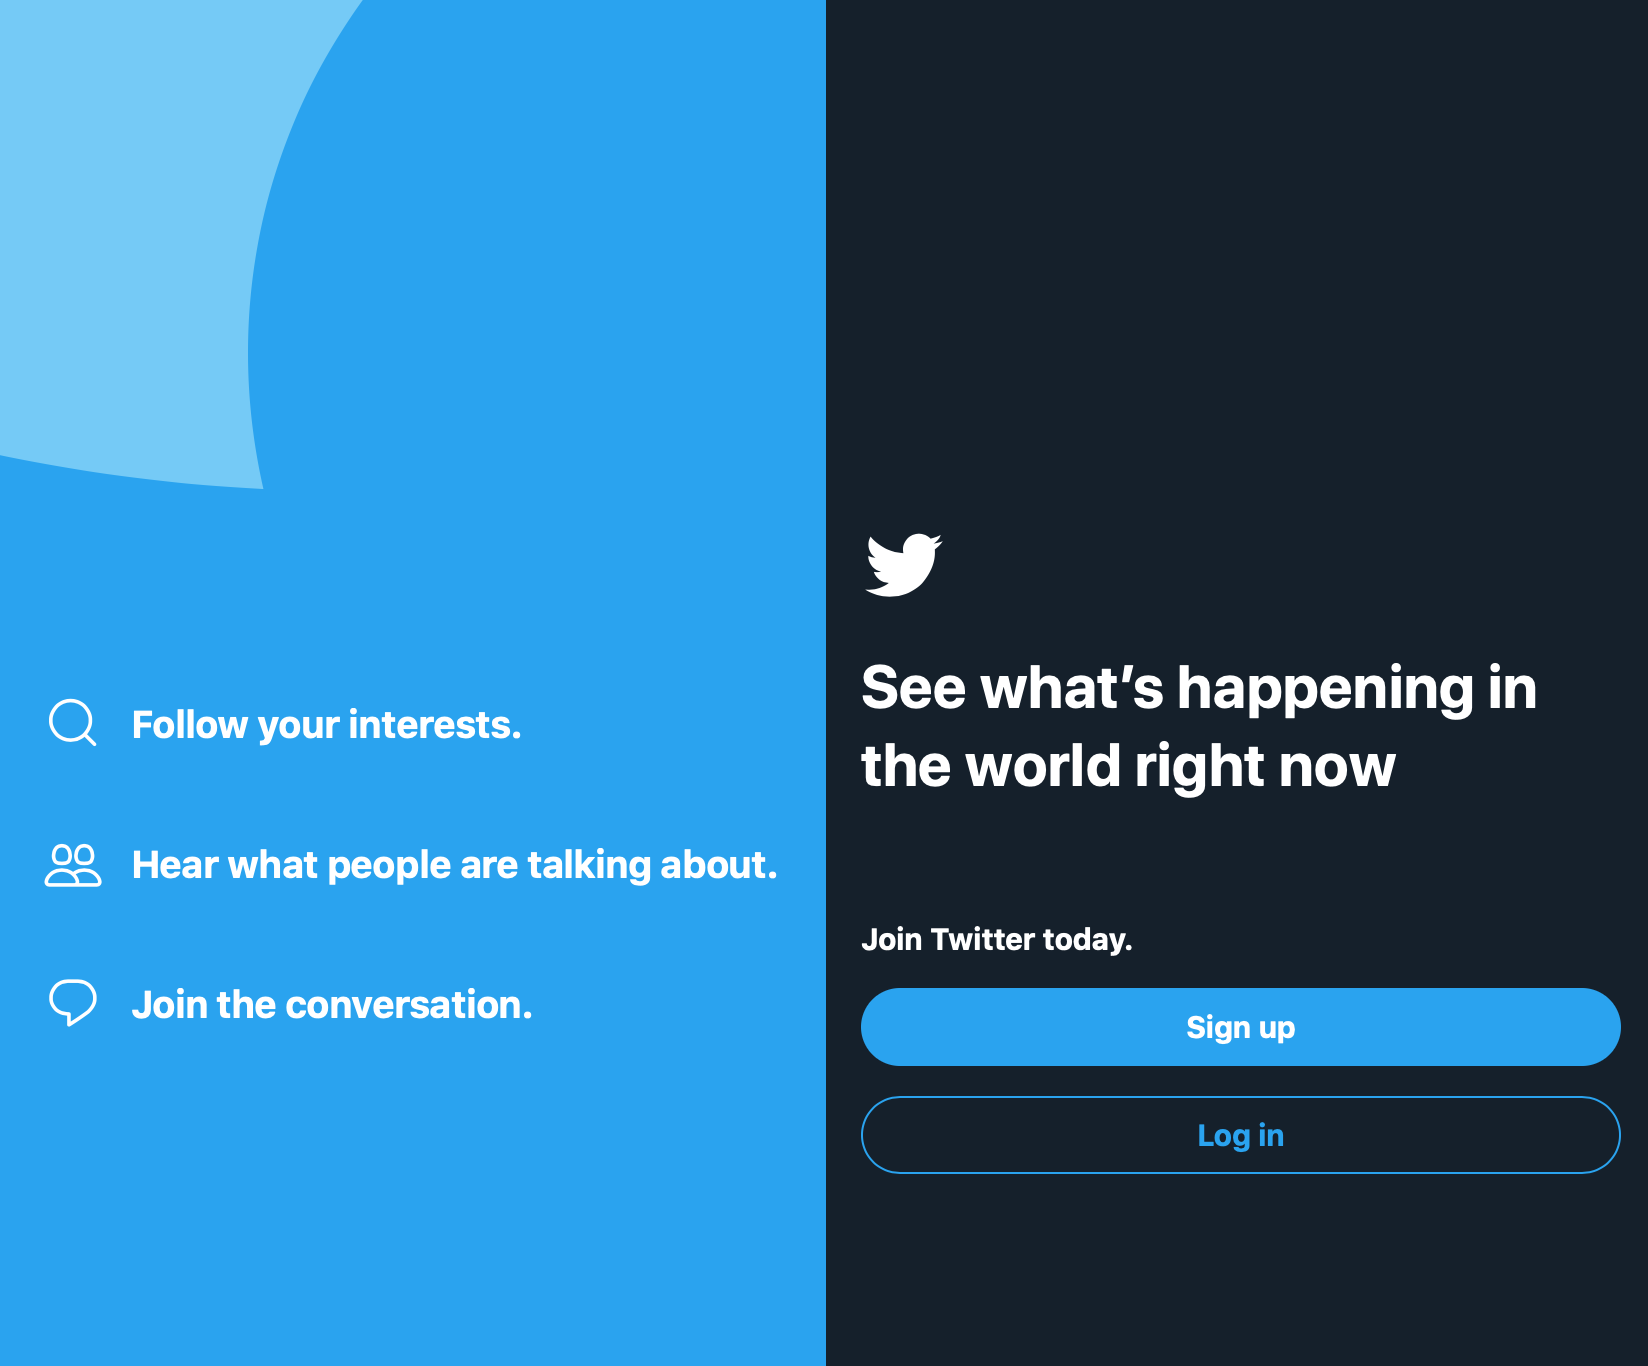 Follow your interests.
Hear what people are talking about.
Join the conversation.
See what’s happening in
the world right now
Join Twitter today.
Sign up
Log in